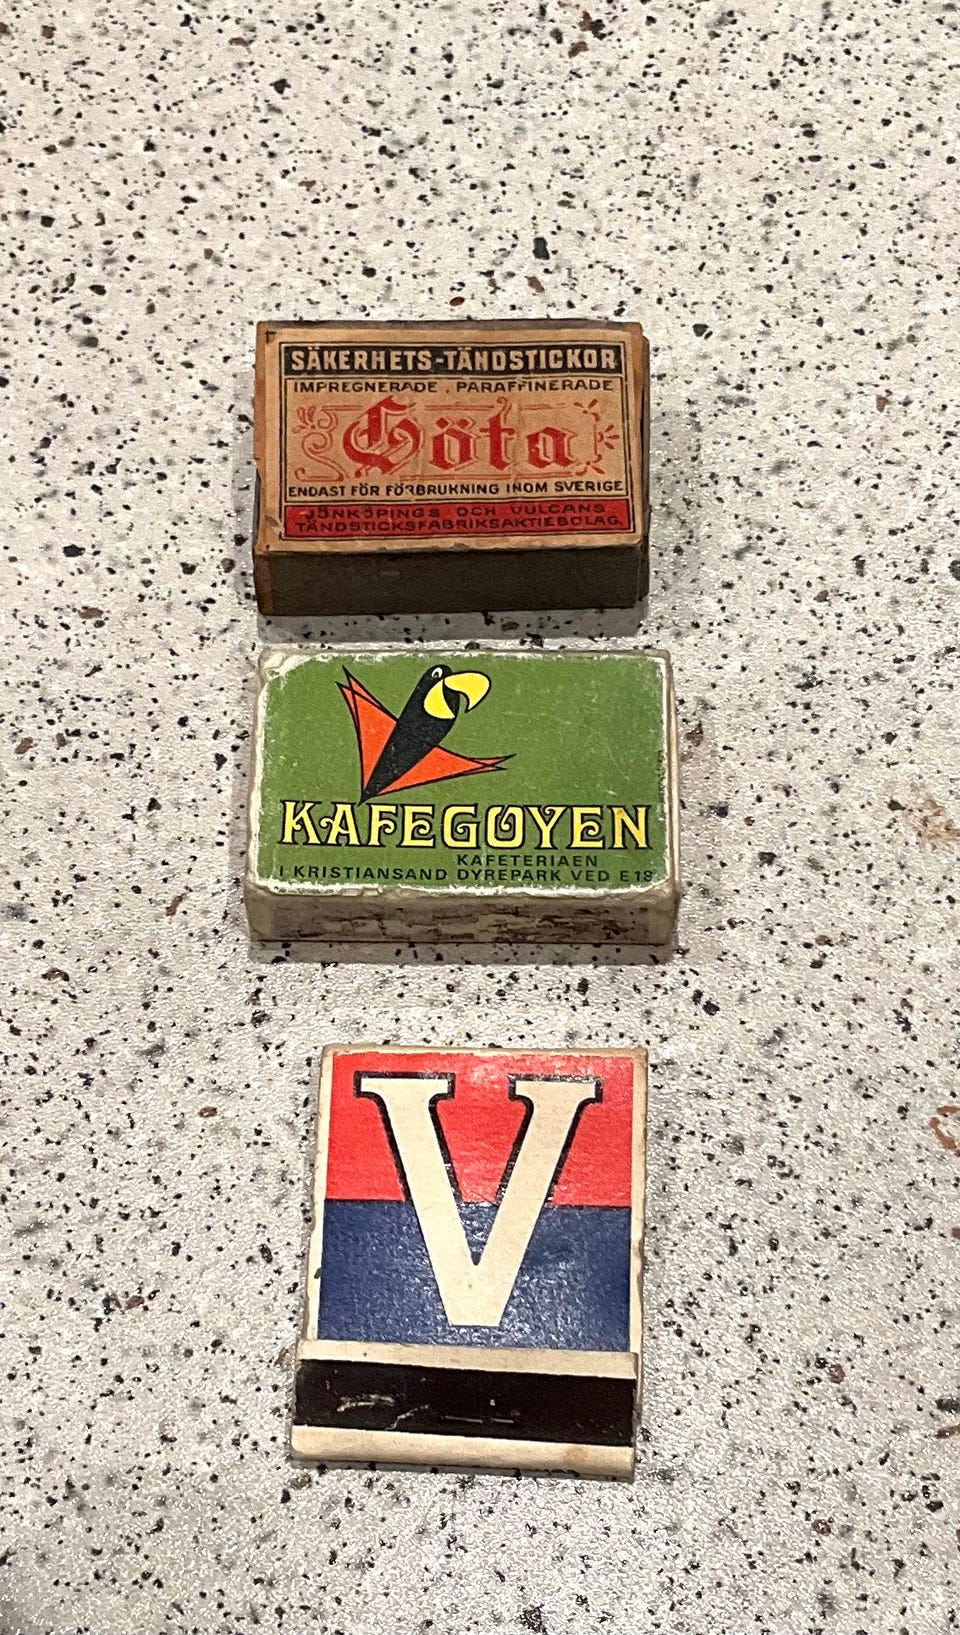 SÄKERHETS-TÄNDSTICKOR
IMPREGNERADE, PARAFFINERADE
Göta
ENDAST FÖR FÖRBRUKNING INOM SVERIGE
JÖNKÖPINGS OCH VULCANS
TÄNDSTICKSFABRIKSAKTIEBOLAG.
KAFEGØYEN
KAFETERIAEN
I KRISTIANSAND DYREPARK VED E 18
V